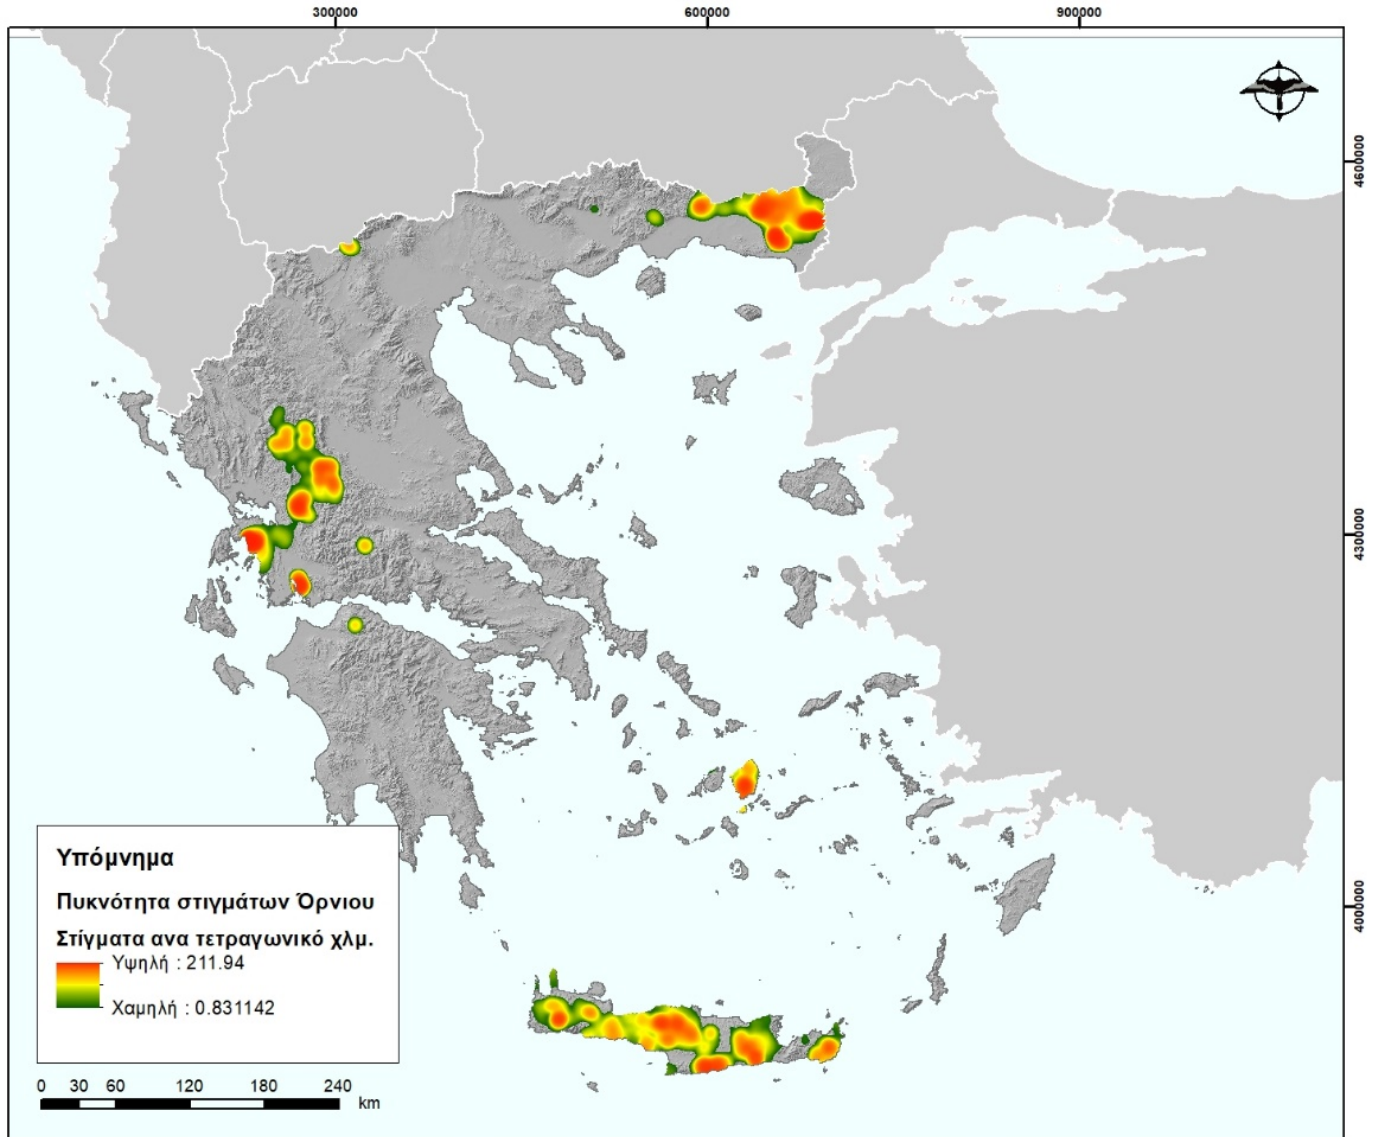 300000 600000 900000
4600000
4300000
4000000
Υπόμνημα
Πυκνότητα στιγμάτων Όρνιου
Στίγματα ανα τετραγωνικό χλμ.
Υψηλή : 211.94
Χαμηλή : 0.831142
0 30 60 120 180 240
km